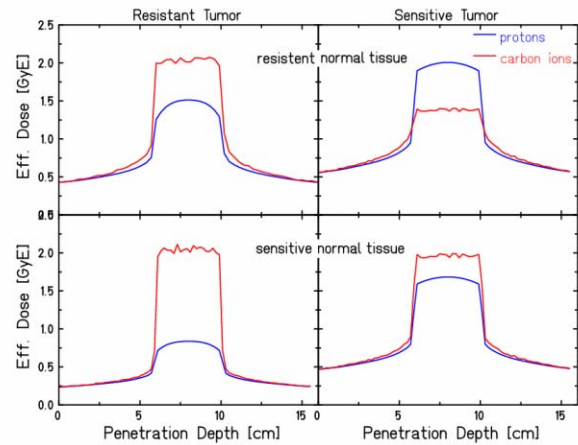 Resistant Tumor
Sensitive Tumor
protons
carbon ions
resistent normal tissue
Eff. Dose [GyE]
2.5
2.0
1.5
1.0
0.5
2.5
sensitive normal tissue
Eff. Dose [GyE]
2.0
1.5
1.0
0.5
0.0
0 5 10 15
0 5 10 15
Penetration Depth [cm]
Penetration Depth [cm]